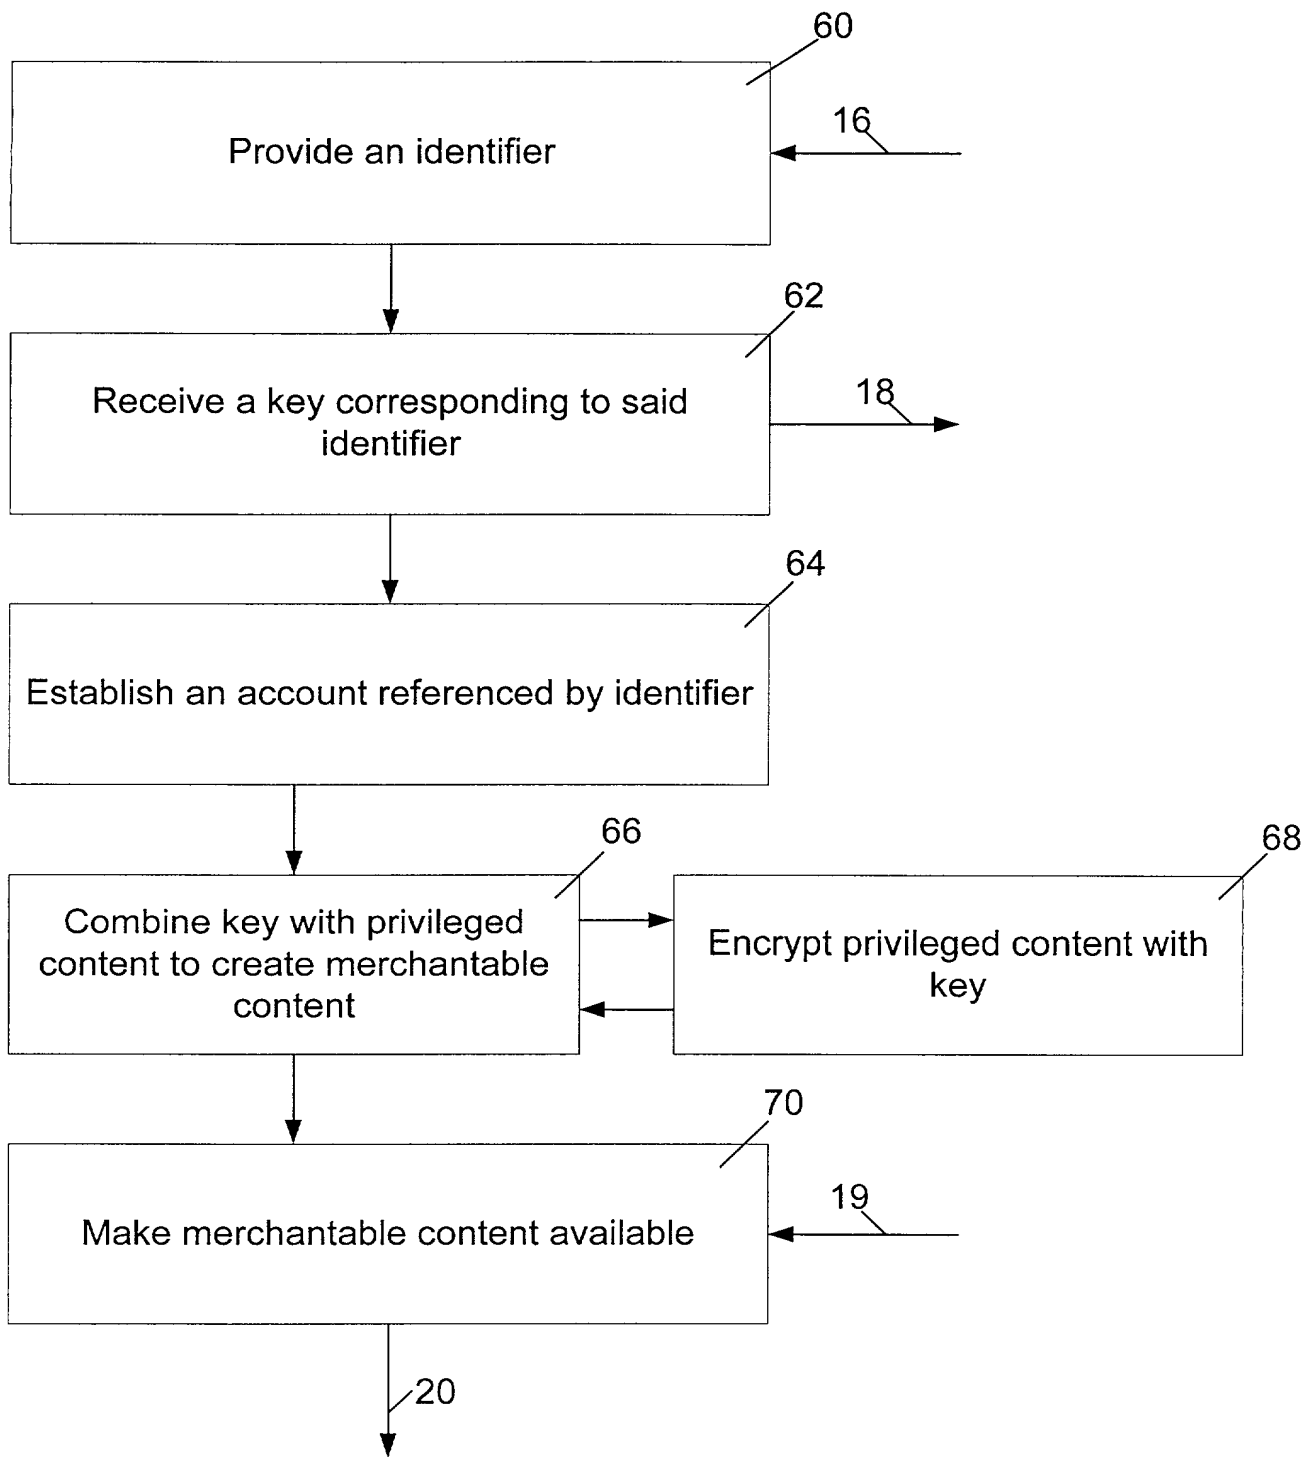 60
Provide an identifier
16
62
Receive a key corresponding to said
identifier
18
64
Establish an account referenced by identifier
66
Combine key with privileged
content to create merchantable
content
68
Encrypt privileged content with
key
70
Make merchantable content available
19
20